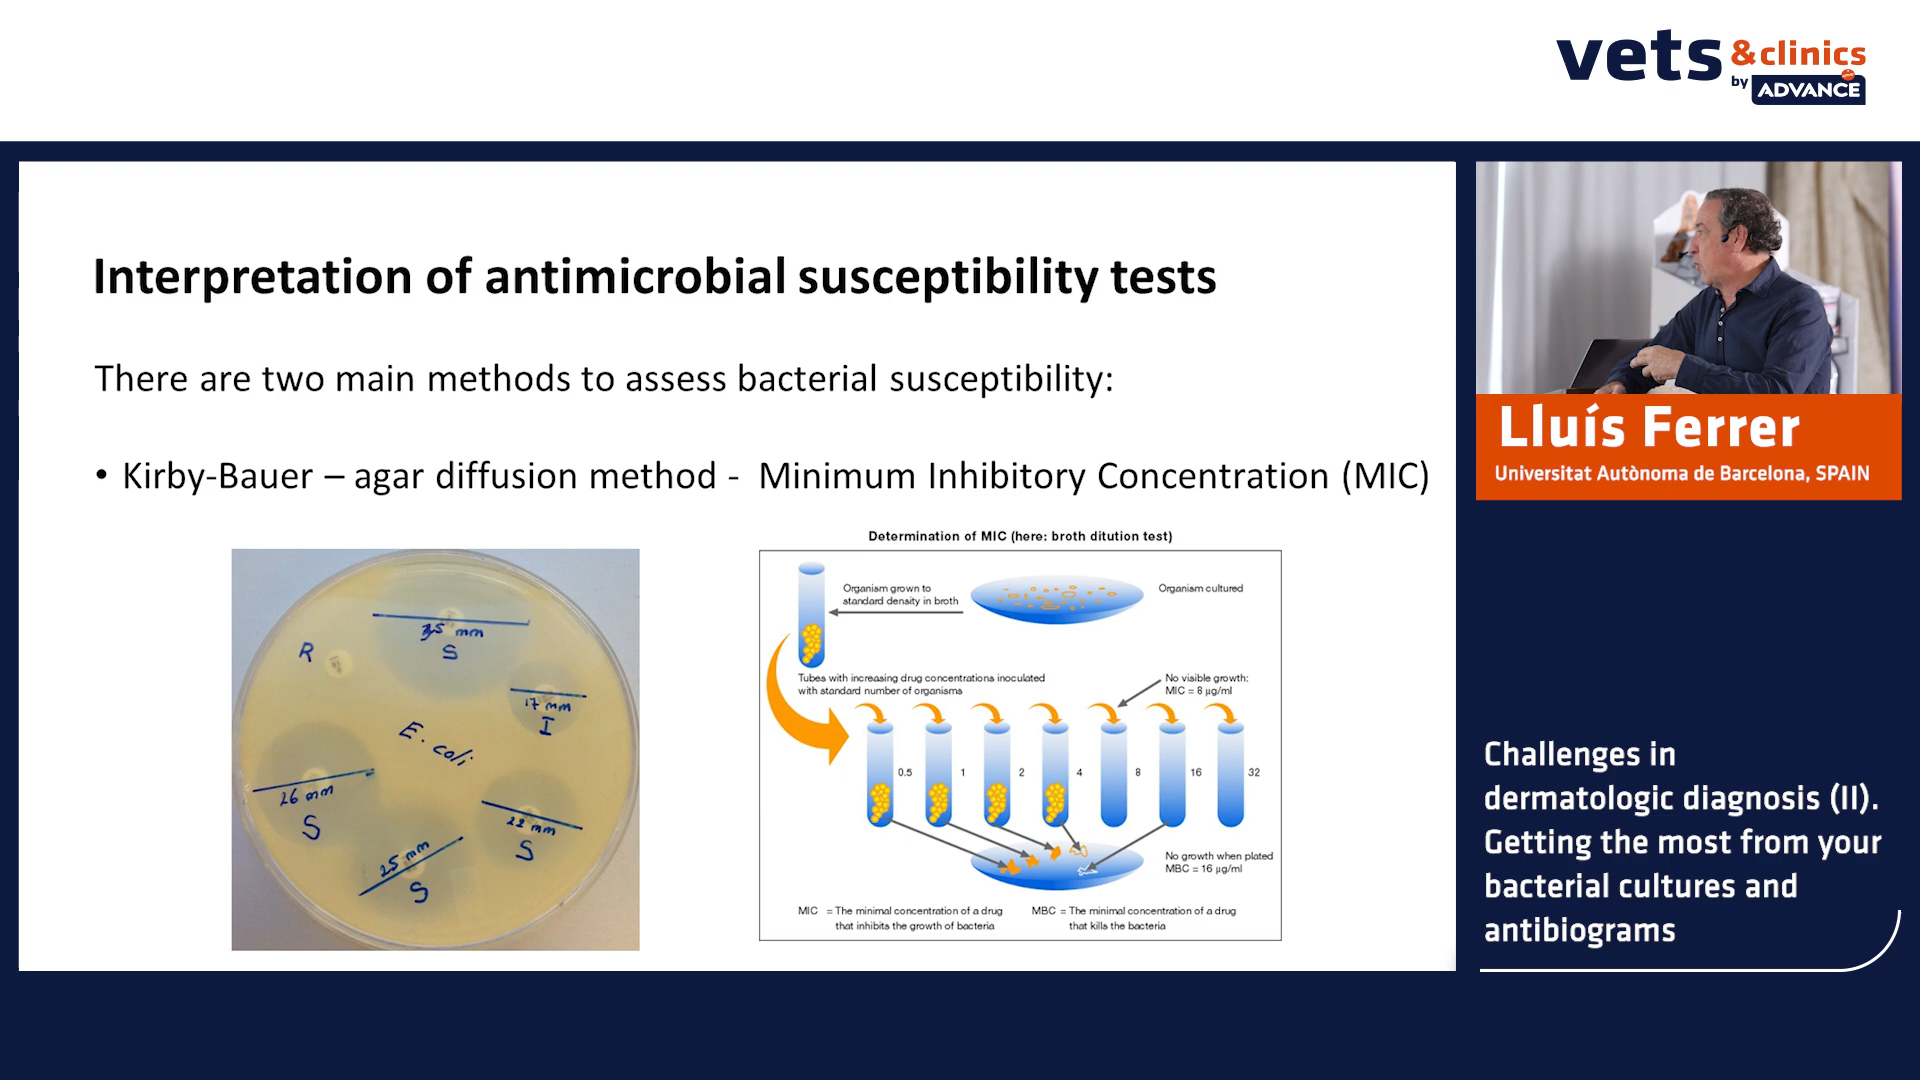 vets &clinics
by ADVANCE
Interpretation of antimicrobial susceptibility tests
There are two main methods to assess bacterial susceptibility:
• Kirby-Bauer – agar diffusion method - Minimum Inhibitory Concentration (MIC)
R
mm
S
17 mm
I
E. coli
26 mm
S
22 mm
S
25 mm
S
Determination of MIC (here: broth ditution test)
Organism grown to
standard density in broth
Organism cultured
Tubes with increasing drug concentrations inoculated
with standard number of organisms
No visible growth:
MIC = 8 µg/ml
0.5 1 2 4 8 16 32
No growth when plated
MBC = 16 µg/ml
MIC = The minimal concentration of a drug
that inhibits the growth of bacteria
MBC = The minimal concentration of a drug
that kills the bacteria
Lluís Ferrer
Universitat Autònoma de Barcelona, SPAIN
Challenges in
dermatologic diagnosis (II).
Getting the most from your
bacterial cultures and
antibiograms